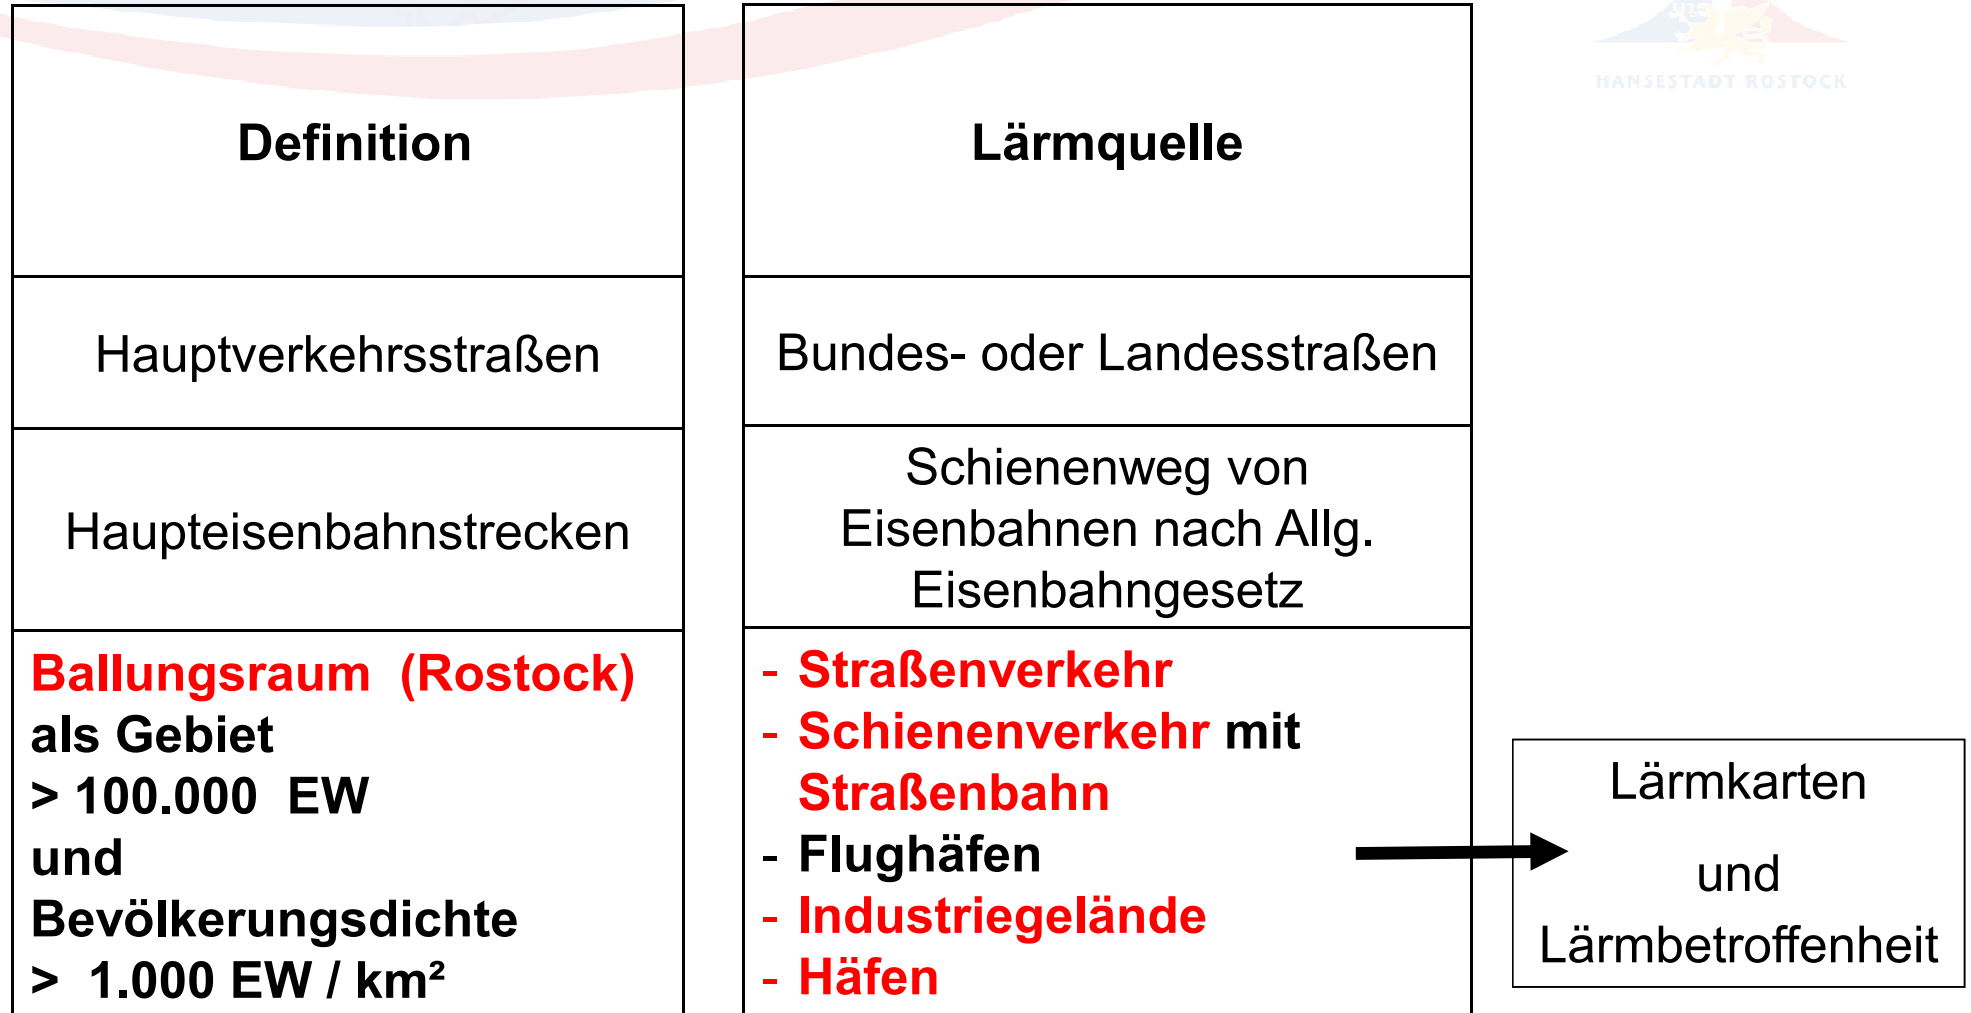 HANSESTADT ROSTOCK
Definition
Lärmquelle
Hauptverkehrsstraßen
Bundes- oder Landesstraßen
Haupteisenbahnstrecken
Schienenweg von
Eisenbahnen nach Allg.
Eisenbahngesetz
Ballungsraum (Rostock)
als Gebiet
> 100.000 EW
und
Bevölkerungsdichte
> 1.000 EW / km²
- Straßenverkehr
- Schienenverkehr mit
Straßenbahn
- Flughäfen
- Industriegelände
- Häfen
Lärmkarten
und
Lärmbetroffenheit